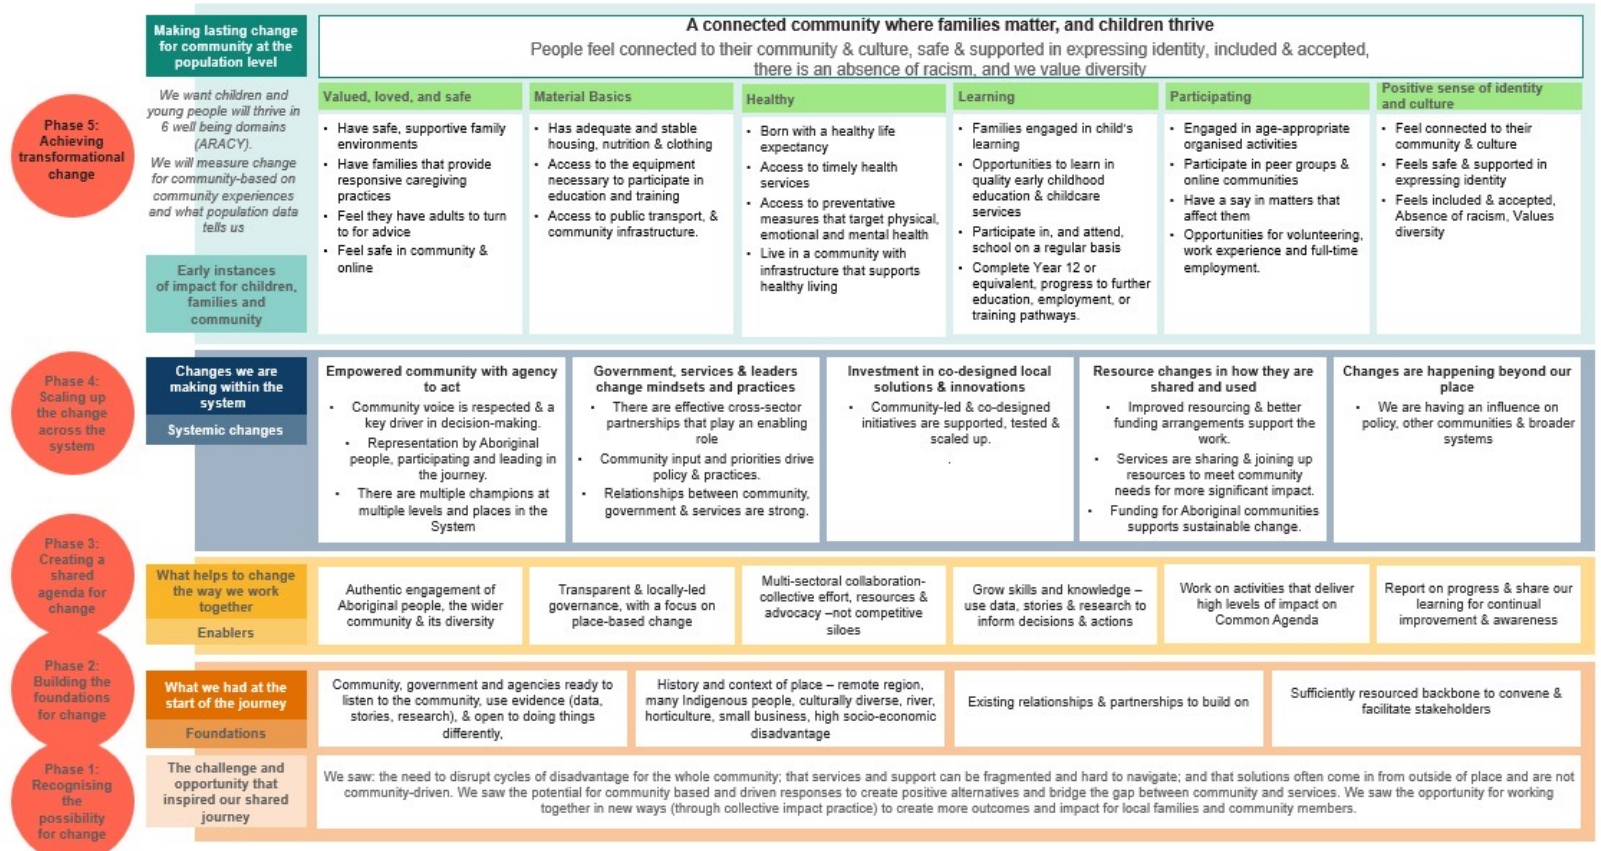 Making lasting change
for community at the
population level
A connected community where families matter, and children thrive
People feel connected to their community & culture, safe & supported in expressing identity, included & accepted,
there is an absence of racism, and we value diversity
Phase 5:
Achieving
transformational
change
We want children and
young people will thrive in
6 well being domains
(ARACY).
We will measure change
for community-based on
community experiences
and what population data
tells us
Early instances
of impact for children,
families and
community
Valued, loved, and safe
• Have safe, supportive family
environments
• Have families that provide
responsive caregiving
practices
• Feel they have adults to turn
to for advice
• Feel safe in community &
online
Material Basics
• Has adequate and stable
housing, nutrition & clothing
• Access to the equipment
necessary to participate in
education and training
• Access to public transport, &
community infrastructure.
Healthy
• Born with a healthy life
expectancy
• Access to timely health
services
• Access to preventative
measures that target physical,
emotional and mental health
• Live in a community with
infrastructure that supports
healthy living
Learning
• Families engaged in child's
learning
• Opportunities to learn in
quality early childhood
education & childcare
services
• Participate in, and attend,
school on a regular basis
• Complete Year 12 or
equivalent, progress to further
education, employment, or
training pathways.
Participating
• Engaged in age-appropriate
organised activities
• Participate in peer groups &
online communities
• Have a say in matters that
affect them
• Opportunities for volunteering,
work experience and full-time
employment.
Positive sense of identity
and culture
• Feel connected to their
community & culture
• Feels safe & supported in
expressing identity
• Feels included & accepted,
Absence of racism, Values
diversity
Phase 4:
Scaling up
the change
across the
system
Changes we are
making within the
system
Systemic changes
Empowered community with agency
to act
• Community voice is respected & a
key driver in decision-making.
• Representation by Aboriginal
people, participating and leading in
the journey.
• There are multiple champions at
multiple levels and places in the
System
Government, services & leaders
change mindsets and practices
• There are effective cross-sector
partnerships that play an enabling
role
• Community input and priorities drive
policy & practices.
• Relationships between community,
government & services are strong.
Investment in co-designed local
solutions & innovations
• Community-led & co-designed
initiatives are supported, tested &
scaled up.
.
Resource changes in how they are
shared and used
• Improved resourcing & better
funding arrangements support the
work.
• Services are sharing & joining up
resources to meet community
needs for more significant impact.
• Funding for Aboriginal communities
supports sustainable change.
Changes are happening beyond our
place
• We are having an influence on
policy, other communities & broader
systems
Phase 3:
Creating a
shared
agenda for
change
What helps to change
the way we work
together
Enablers
Authentic engagement of
Aboriginal people, the wider
community & its diversity
Transparent & locally-led
governance, with a focus on
place-based change
Multi-sectoral collaboration-
collective effort, resources &
advocacy –not competitive
siloes
Grow skills and knowledge –
use data, stories & research to
inform decisions & actions
Work on activities that deliver
high levels of impact on
Common Agenda
Report on progress & share our
learning for continual
improvement & awareness
Phase 2:
Building the
foundations
for change
What we had at the
start of the journey
Foundations
Community, government and agencies ready to
listen to the community, use evidence (data,
stories, research), & open to doing things
differently,
History and context of place – remote region,
many Indigenous people, culturally diverse, river,
horticulture, small business, high socio-economic
disadvantage
Existing relationships & partnerships to build on
Sufficiently resourced backbone to convene &
facilitate stakeholders
Phase 1:
Recognising
the
possibility
for change
The challenge and
opportunity that
inspired our shared
journey
We saw: the need to disrupt cycles of disadvantage for the whole community; that services and support can be fragmented and hard to navigate; and that solutions often come in from outside of place and are not
community-driven. We saw the potential for community based and driven responses to create positive alternatives and bridge the gap between community and services. We saw the opportunity for working
together in new ways (through collective impact practice) to create more outcomes and impact for local families and community members.